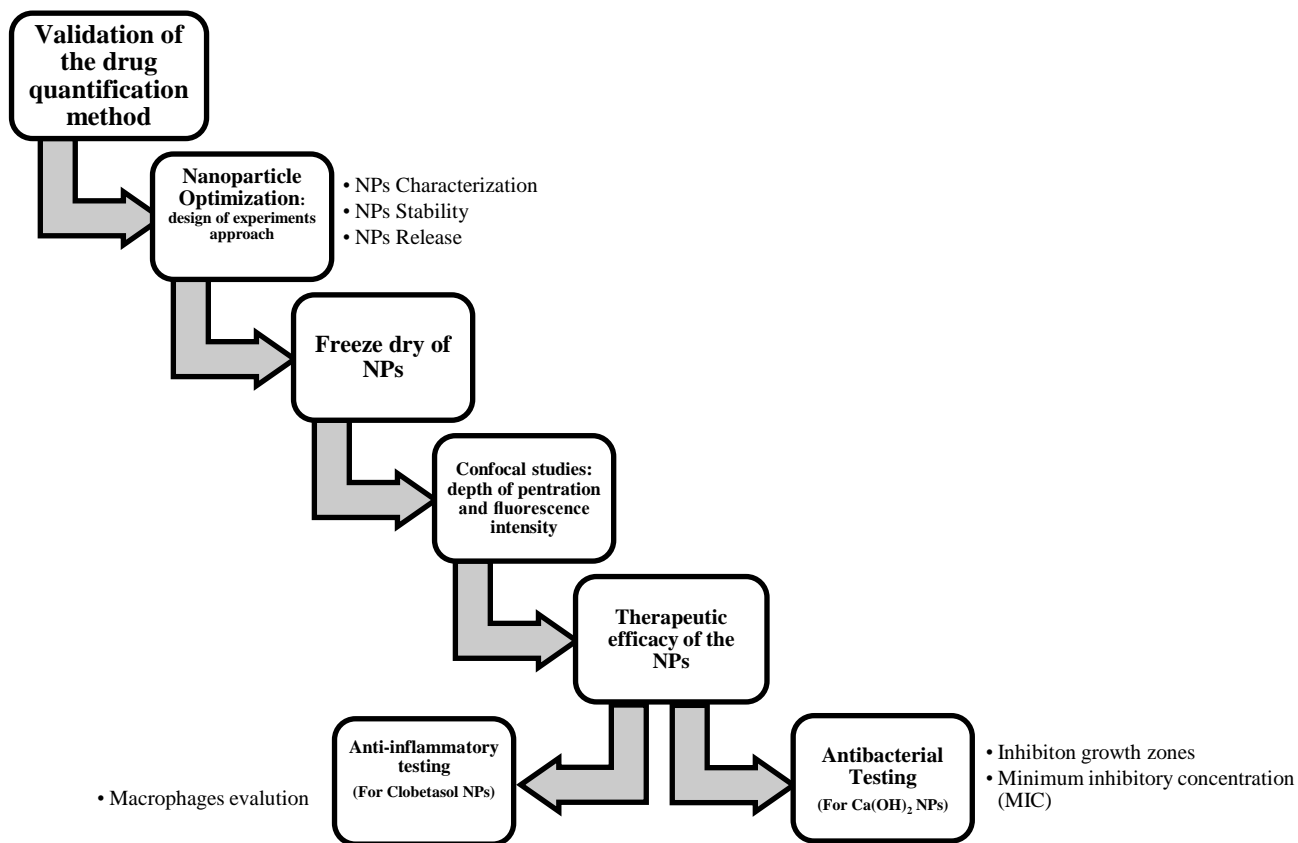 Validation of
the drug
quantification
method
Nanoparticle
Optimization:
design of experiments
approach
• NPs Characterization
• NPs Stability
• NPs Release
Freeze dry of
NPs
Confocal studies:
depth of pentration
and fluorescence
intensity
Therapeutic
efficacy of the
NPs
Anti-inflammatory
testing
(For Clobetasol NPs)
• Macrophages evalution
Antibacterial
Testing
(For Ca(OH)₂ NPs)
• Inhibiton growth zones
• Minimum inhibitory concentration
(MIC)